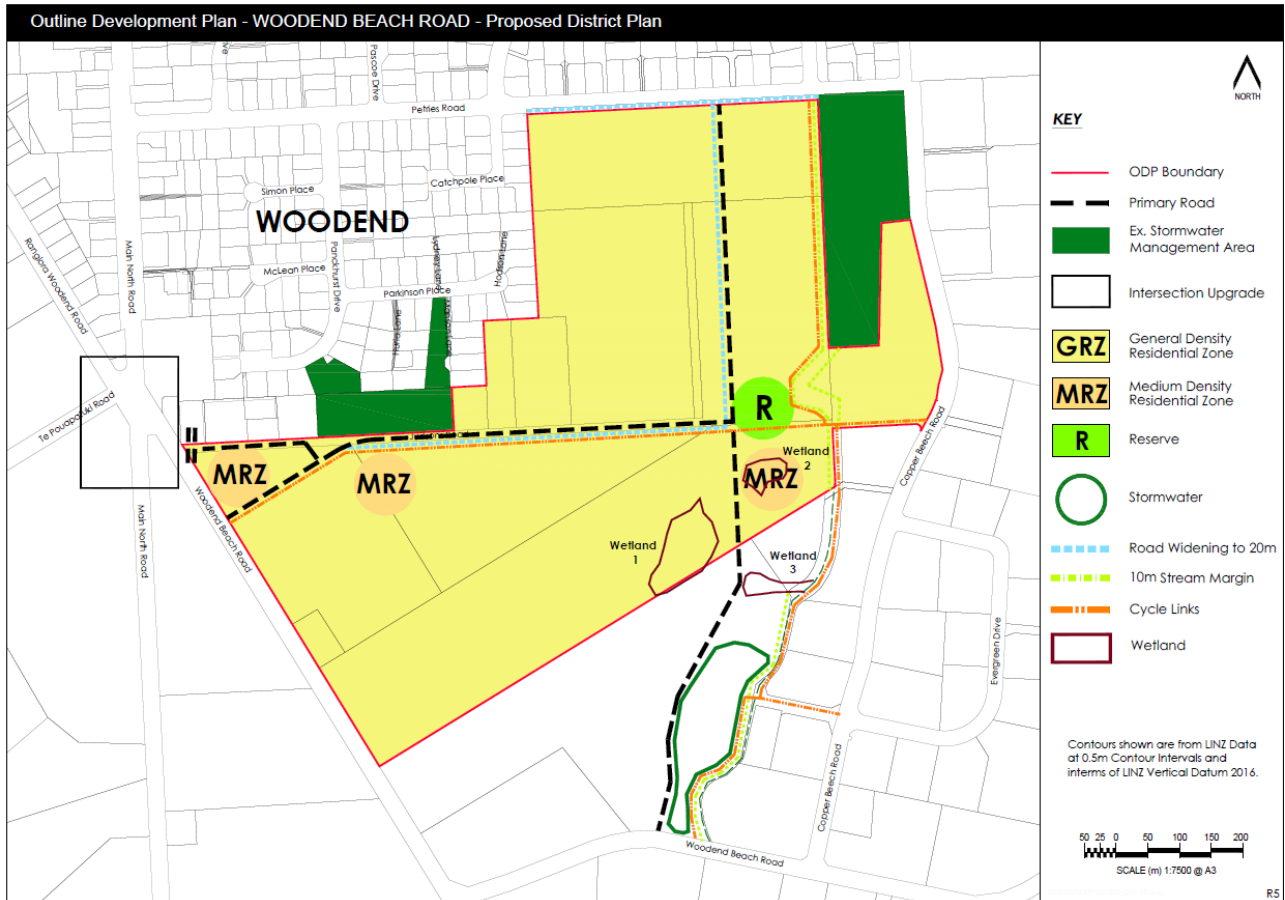 Outline Development Plan - WOODEND BEACH ROAD - Proposed District Plan
Pascoe Drive
Petries Road
Simon Place
Catchpole Place
WOODEND
Rangiora Woodend Road
Main North Road
McLean Place
Panckhurst Drive
Parkinson Place
Hodson Lane
Te Pouapatuki Road
R
MRZ
MRZ
MRZ
Wetland
2
Woodend Beach Road
Main North Road
Wetland
1
Wetland
3
Copper Beech Road
Evergreen Drive
Copper Beech Road
Woodend Beach Road
NORTH
KEY
ODP Boundary
Primary Road
Ex. Stormwater
Management Area
Intersection Upgrade
GRZ
General Density
Residential Zone
MRZ
Medium Density
Residential Zone
R
Reserve
Stormwater
Road Widening to 20m
10m Stream Margin
Cycle Links
Wetland
Contours shown are from LINZ Data
at 0.5m Contour Intervals and
interms of LINZ Vertical Datum 2016.
50 25 0 50 100 150 200
SCALE (m) 1:7500 @ A3
R5